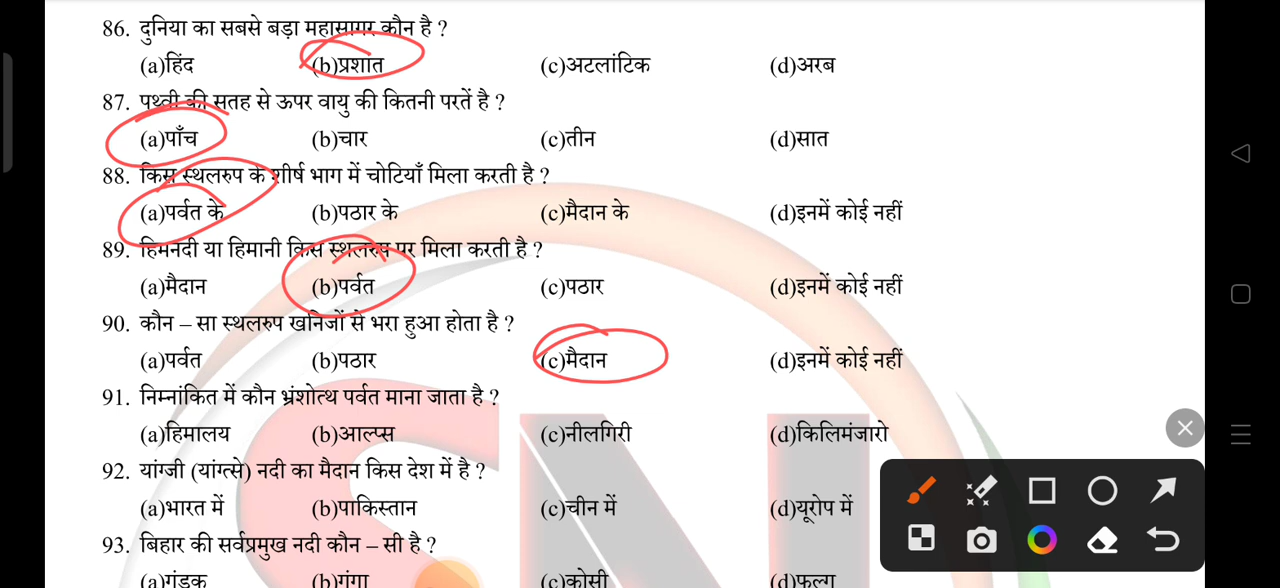 86. दुनिया का सबसे बड़ा महासागर कौन है ?
(a)हिंद (b)प्रशांत (c)अटलांटिक (d)अरब
87. पृथ्वी की सतह से ऊपर वायु की कितनी परतें है ?
(a)पाँच (b)चार (c)तीन (d)सात
88. किस स्थलरुप के शीर्ष भाग में चोटियाँ मिला करती है ?
(a)पर्वत के (b)पठार के (c)मैदान के (d)इनमें कोई नहीं
89. हिमनदी या हिमानी किस स्थलरुप पर मिला करती है ?
(a)मैदान (b)पर्वत (c)पठार (d)इनमें कोई नहीं
90. कौन – सा स्थलरुप खनिजों से भरा हुआ होता है ?
(a)पर्वत (b)पठार (c)मैदान (d)इनमें कोई नहीं
91. निम्नांकित में कौन भ्रंशोत्थ पर्वत माना जाता है ?
(a)हिमालय (b)आल्प्स (c)नीलगिरी (d)किलिमंजारो
92. यांग्जी (यांग्त्से) नदी का मैदान किस देश में है ?
(a)भारत में (b)पाकिस्तान (c)चीन में (d)यूरोप में
93. बिहार की सर्वप्रमुख नदी कौन – सी है ?
(a)गंडक (b)गंगा (c)कोसी (d)फल्गु